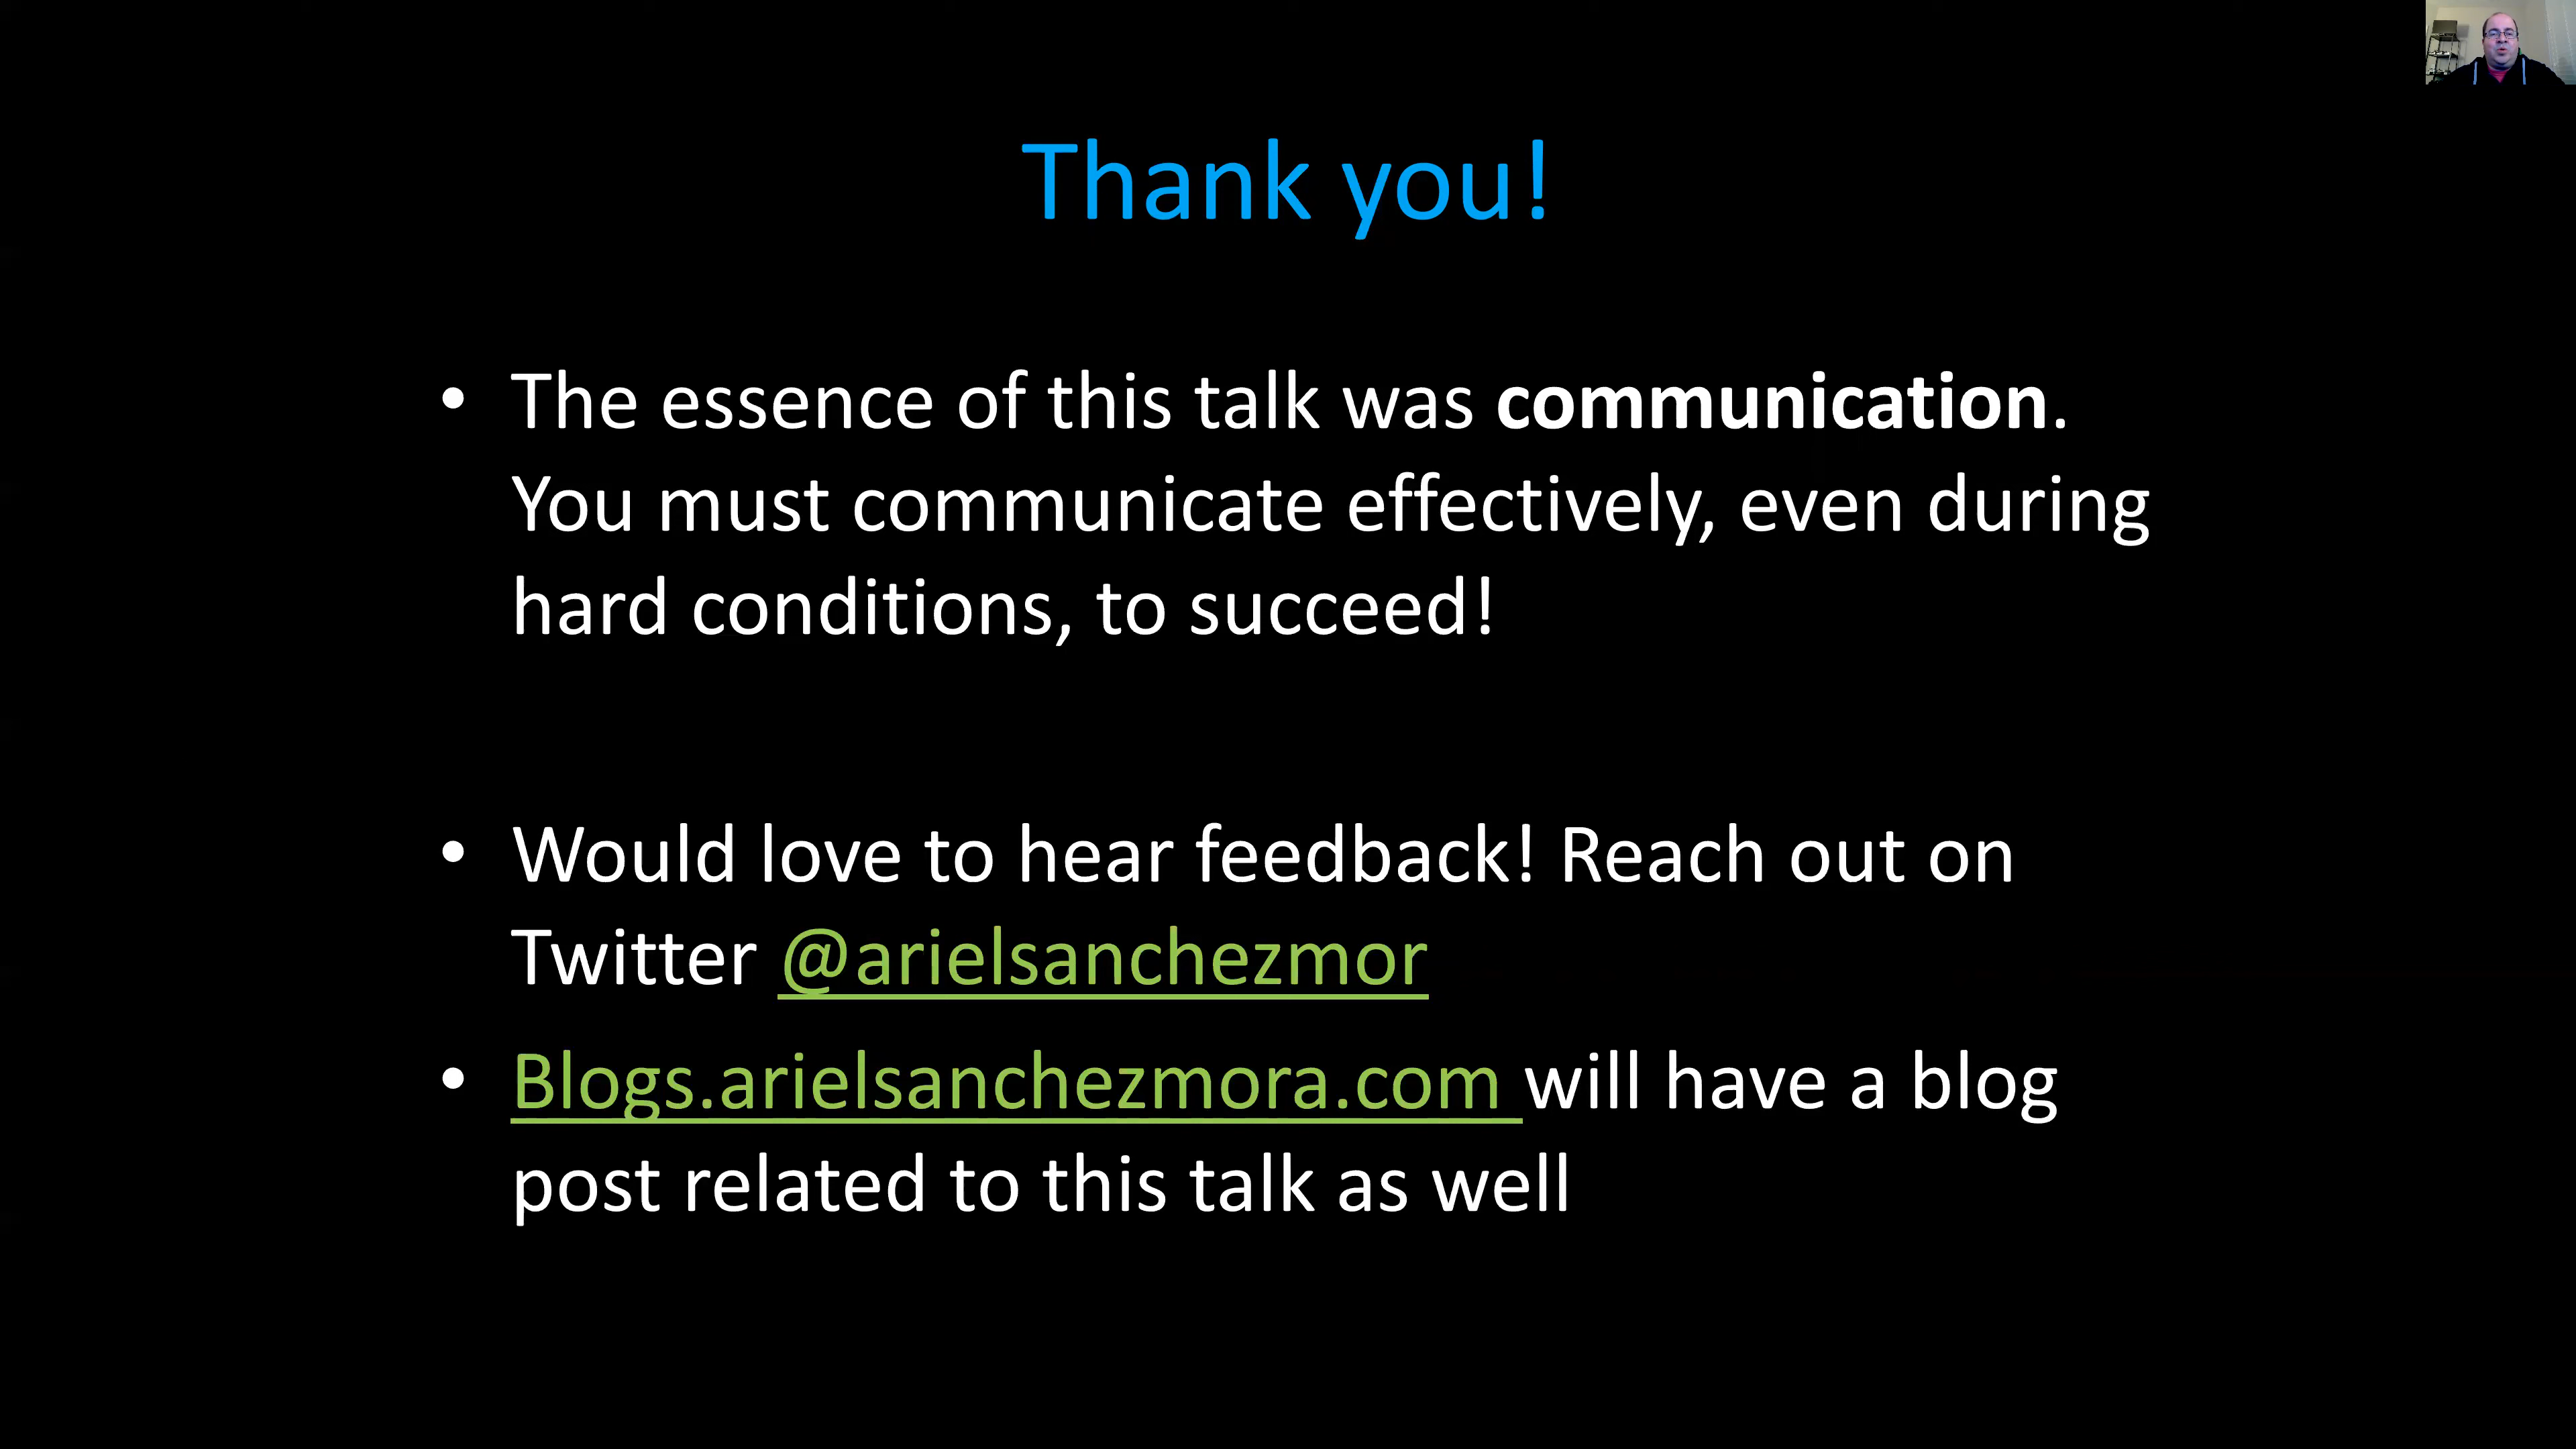 Thank you!
• The essence of this talk was communication.
You must communicate effectively, even during
hard conditions, to succeed!
• Would love to hear feedback! Reach out on
Twitter @arielsanchezmor
• Blogs.arielsanchezmora.com will have a blog
post related to this talk as well